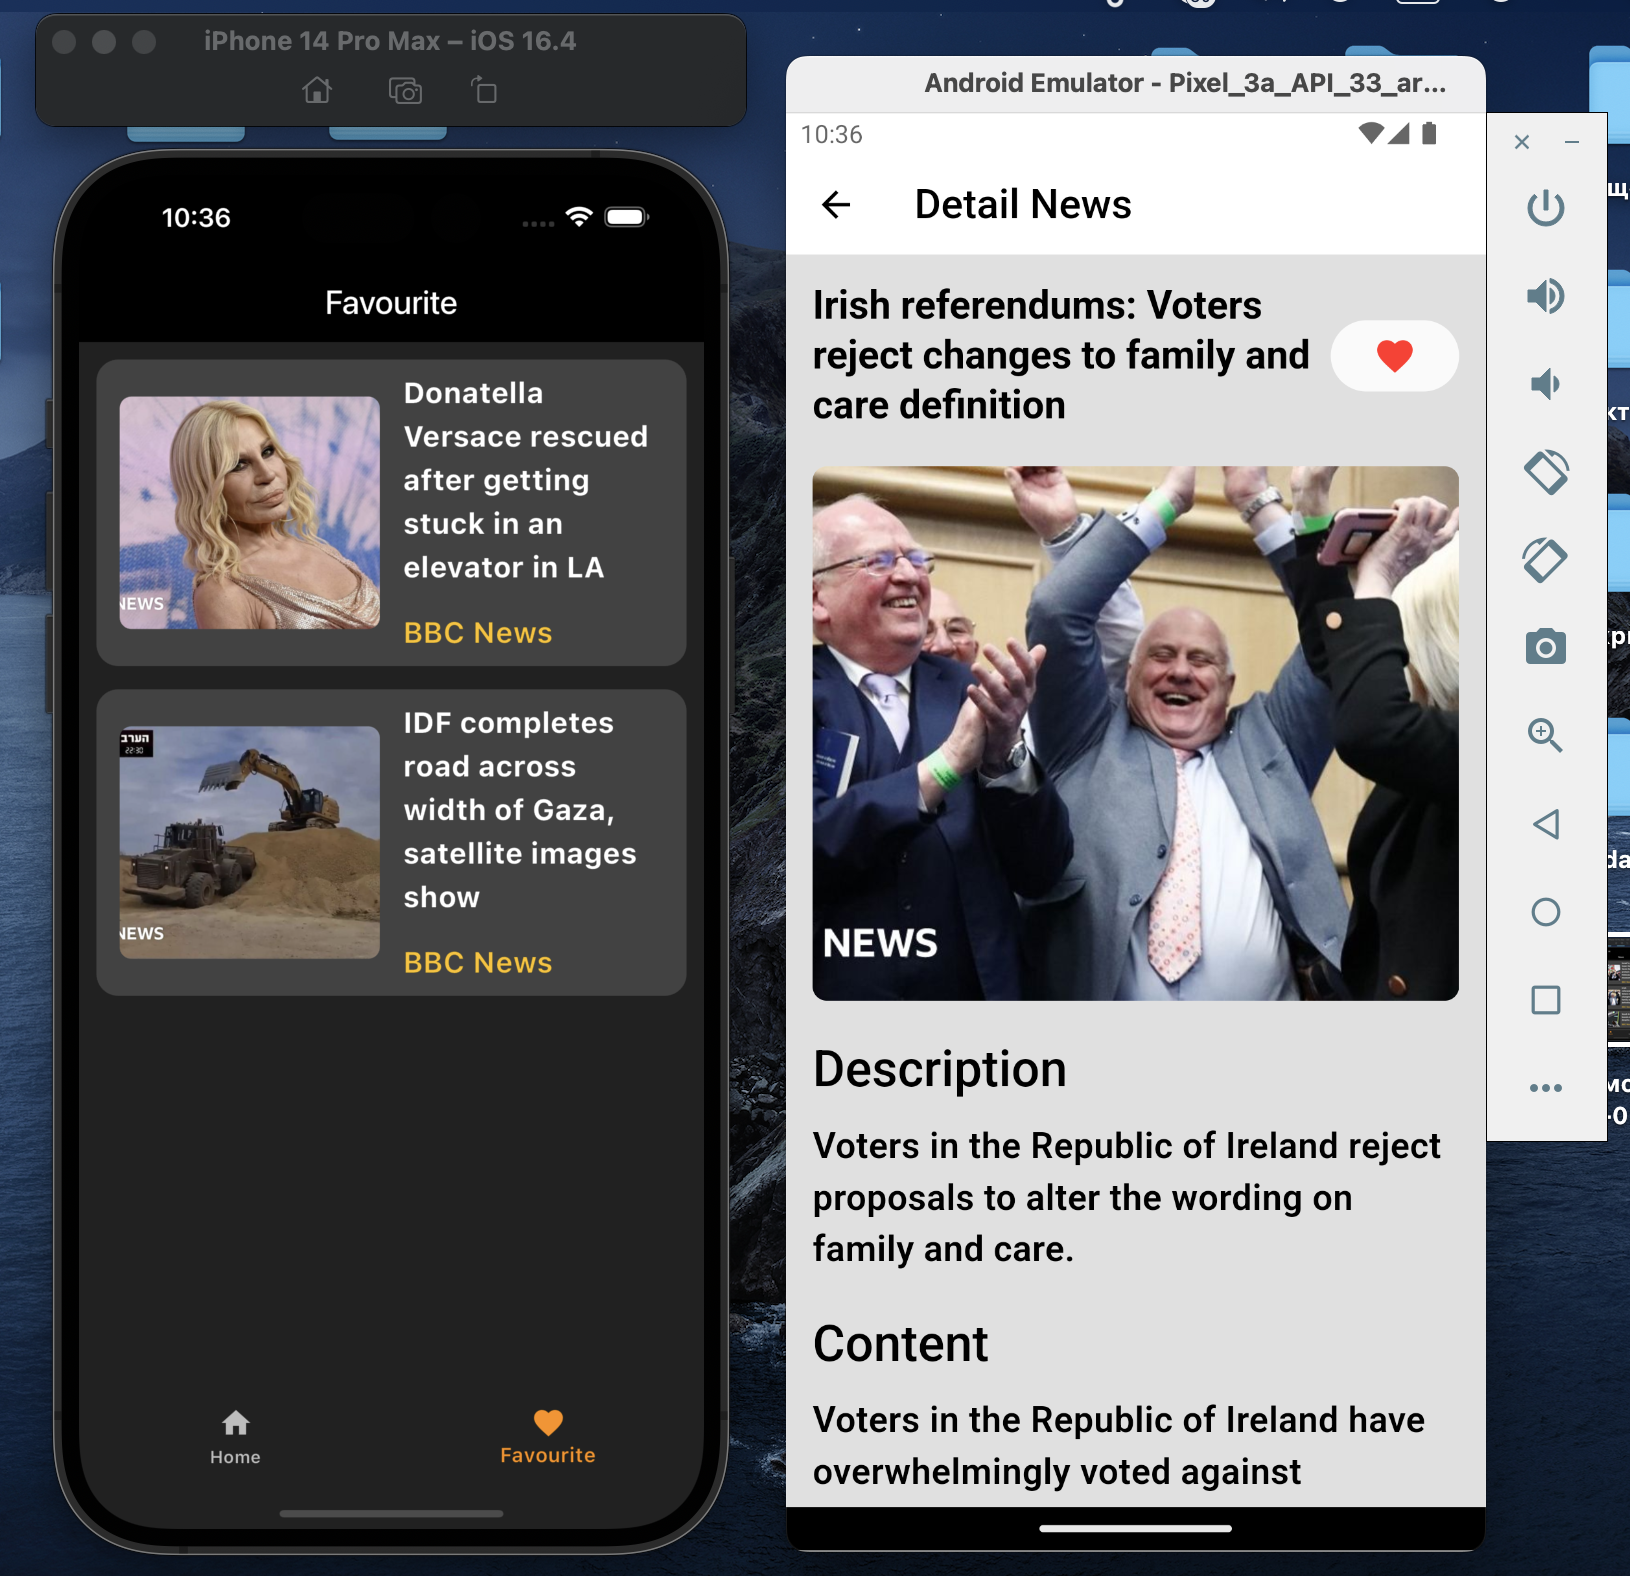 iPhone 14 Pro Max – iOS 16.4
10:36
Favourite
Donatella
Versace rescued
after getting
stuck in an
elevator in LA
BBC News
NEWS
IDF completes
road across
width of Gaza,
satellite images
show
BBC News
הערב
22:30
NEWS
Home
Favourite
Android Emulator - Pixel_3a_API_33_ar...
10:36
Detail News
Irish referendums: Voters
reject changes to family and
care definition
NEWS
Description
Voters in the Republic of Ireland reject
proposals to alter the wording on
family and care.
Content
Voters in the Republic of Ireland have
overwhelmingly voted against